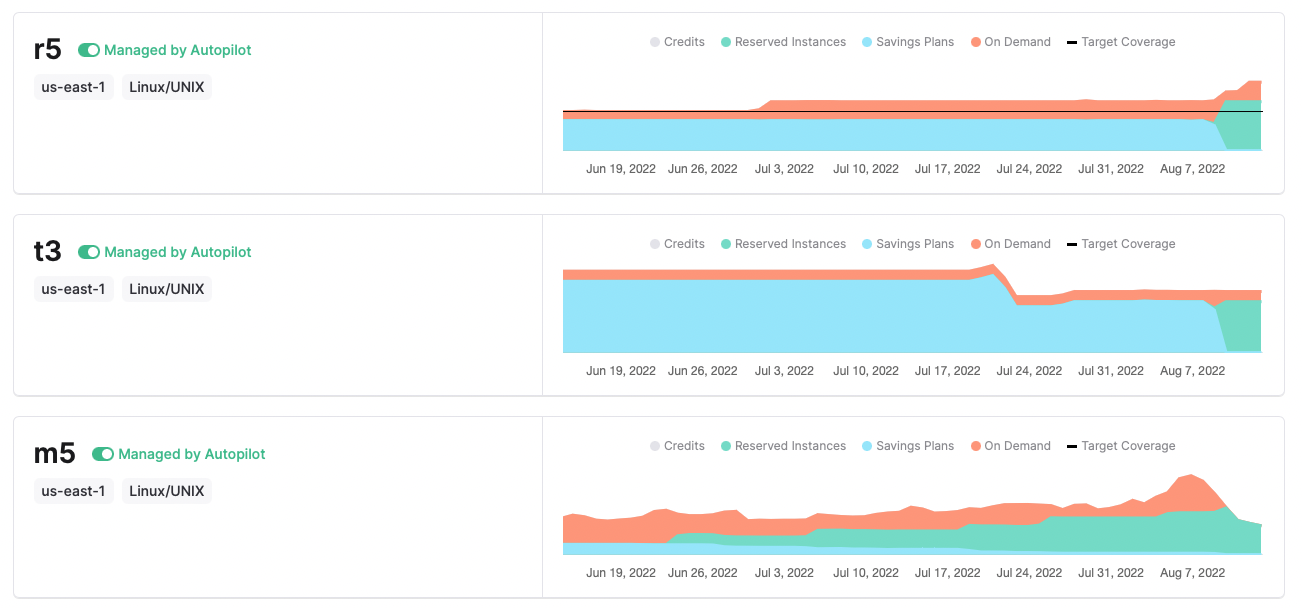 r5 Managed by Autopilot
us-east-1 Linux/UNIX
Credits Reserved Instances Savings Plans On Demand Target Coverage
Jun 19, 2022 Jun 26, 2022 Jul 3, 2022 Jul 10, 2022 Jul 17, 2022 Jul 24, 2022 Jul 31, 2022 Aug 7, 2022
t3 Managed by Autopilot
us-east-1 Linux/UNIX
Credits Reserved Instances Savings Plans On Demand Target Coverage
Jun 19, 2022 Jun 26, 2022 Jul 3, 2022 Jul 10, 2022 Jul 17, 2022 Jul 24, 2022 Jul 31, 2022 Aug 7, 2022
m5 Managed by Autopilot
us-east-1 Linux/UNIX
Credits Reserved Instances Savings Plans On Demand Target Coverage
Jun 19, 2022 Jun 26, 2022 Jul 3, 2022 Jul 10, 2022 Jul 17, 2022 Jul 24, 2022 Jul 31, 2022 Aug 7, 2022